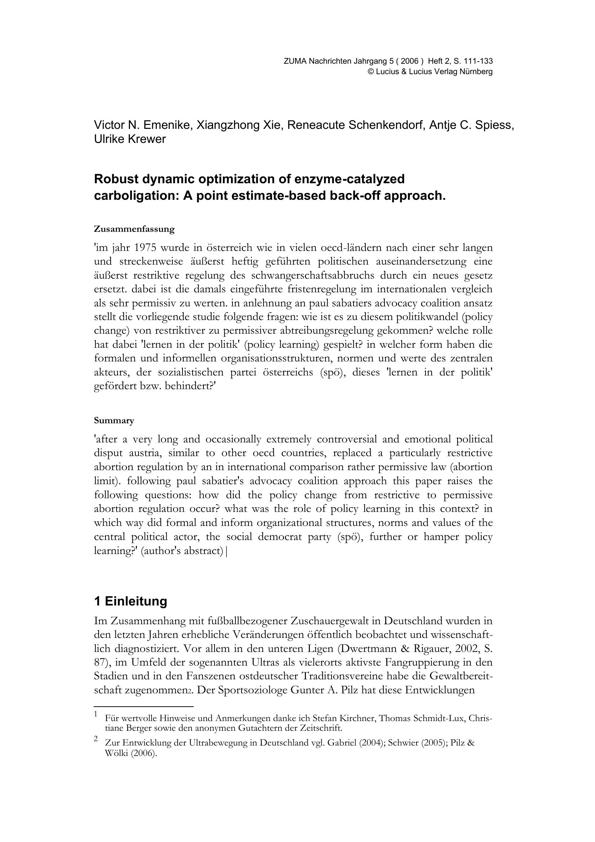 ZUMA Nachrichten Jahrgang 5 ( 2006 ) Heft 2, S. 111-133
© Lucius & Lucius Verlag Nürnberg
Victor N. Emenike, Xiangzhong Xie, Reneacute Schenkendorf, Antje C. Spiess,
Ulrike Krewer
Robust dynamic optimization of enzyme-catalyzed
carboligation: A point estimate-based back-off approach.
Zusammenfassung
'im jahr 1975 wurde in österreich wie in vielen oecd-ländern nach einer sehr langen
und streckenweise äußerst heftig geführten politischen auseinandersetzung eine
äußerst restriktive regelung des schwangerschaftsabbruchs durch ein neues gesetz
ersetzt. dabei ist die damals eingeführte fristenregelung im internationalen vergleich
als sehr permissiv zu werten. in anlehnung an paul sabatiers advocacy coalition ansatz
stellt die vorliegende studie folgende fragen: wie ist es zu diesem politikwandel (policy
change) von restriktiver zu permissiver abtreibungsregelung gekommen? welche rolle
hat dabei 'lernen in der politik' (policy learning) gespielt? in welcher form haben die
formalen und informellen organisationsstrukturen, normen und werte des zentralen
akteurs, der sozialistischen partei österreichs (spö), dieses 'lernen in der politik'
gefördert bzw. behindert?'
Summary
'after a very long and occasionally extremely controversial and emotional political
disput austria, similar to other oecd countries, replaced a particularly restrictive
abortion regulation by an in international comparison rather permissive law (abortion
limit). following paul sabatier's advocacy coalition approach this paper raises the
following questions: how did the policy change from restrictive to permissive
abortion regulation occur? what was the role of policy learning in this context? in
which way did formal and inform organizational structures, norms and values of the
central political actor, the social democrat party (spö), further or hamper policy
learning?' (author's abstract)|
1 Einleitung
Im Zusammenhang mit fußballbezogener Zuschauergewalt in Deutschland wurden in
den letzten Jahren erhebliche Veränderungen öffentlich beobachtet und wissenschaft-
lich diagnostiziert. Vor allem in den unteren Ligen (Dwertmann & Rigauer, 2002, S.
87), im Umfeld der sogenannten Ultras als vielerorts aktivste Fangruppierung in den
Stadien und in den Fanszenen ostdeutscher Traditionsvereine habe die Gewaltbereit-
schaft zugenommen2. Der Sportsoziologe Gunter A. Pilz hat diese Entwicklungen
1 Für wertvolle Hinweise und Anmerkungen danke ich Stefan Kirchner, Thomas Schmidt-Lux, Chris-
tiane Berger sowie den anonymen Gutachtern der Zeitschrift.
2 Zur Entwicklung der Ultrabewegung in Deutschland vgl. Gabriel (2004); Schwier (2005); Pilz &
Wölki (2006).